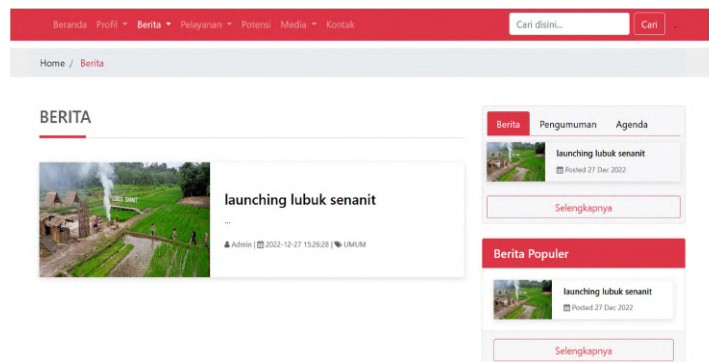 Beranda Profil Berita Pelayanan Potensi Media Kontak Cari disini... Cari
Home / Berita
BERITA
launching lubuk senanit
...
Admin | 2022-12-27 15:26:28 | UMUM
Berita Pengumuman Agenda
launching lubuk senanit
Posted 27 Dec 2022
Selengkapnya
Berita Populer
launching lubuk senanit
Posted 27 Dec 2022
Selengkapnya